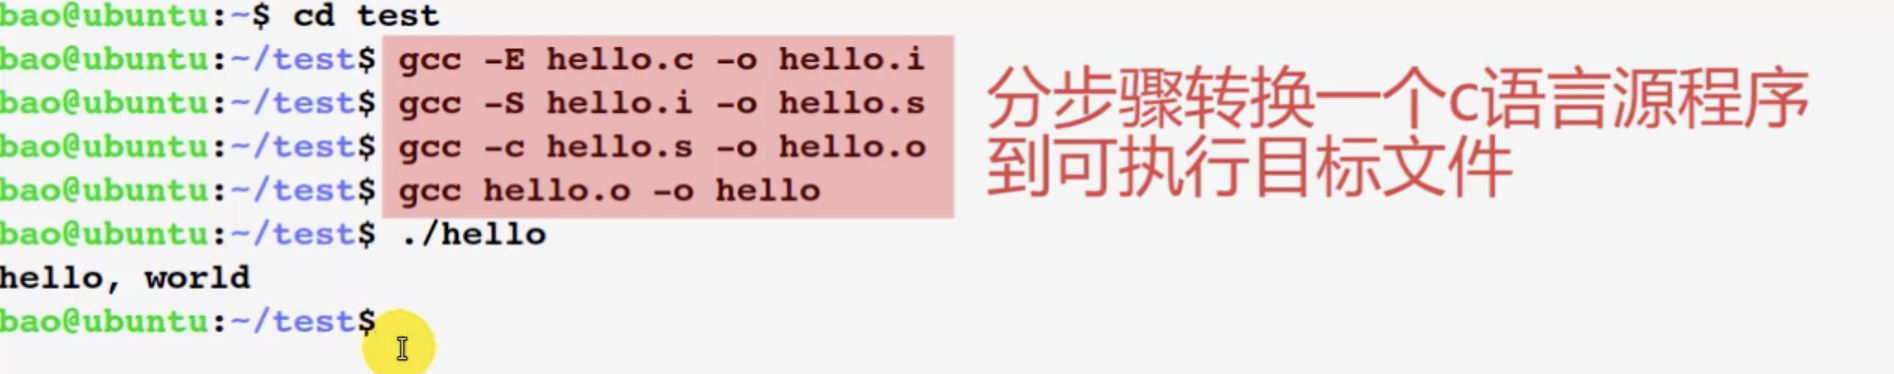 bao@ubuntu:~$ cd test
bao@ubuntu:~/test$ gcc -E hello.c -o hello.i
bao@ubuntu:~/test$ gcc -S hello.i -o hello.s
bao@ubuntu:~/test$ gcc -c hello.s -o hello.o
bao@ubuntu:~/test$ gcc hello.o -o hello
bao@ubuntu:~/test$ ./hello
hello, world
bao@ubuntu:~/test$
分步骤转换一个c语言源程序
到可执行目标文件